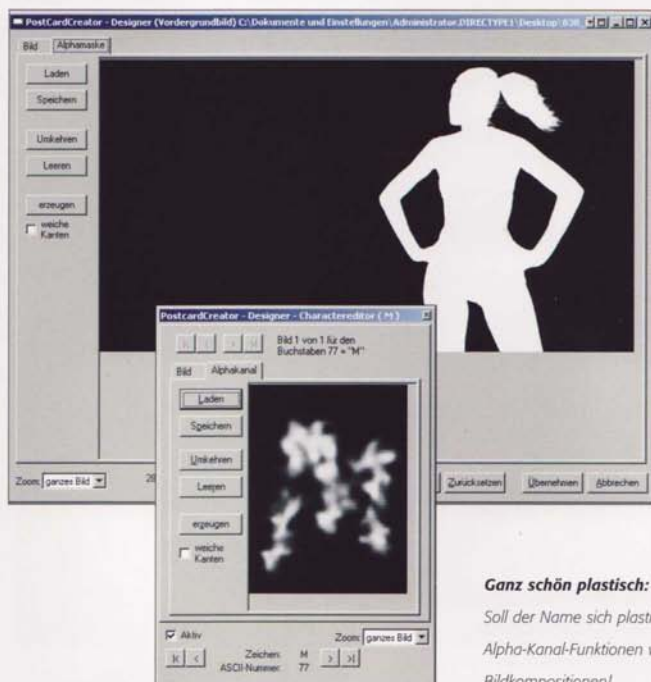 PostCardCreator - Designer (Vordergrundbild) C:\Dokumente und Einstellungen\Administrator.DIRECTYPE1\Desktop\
Bild Alphamaske
Laden
Speichern
Umkehren
Leeren
erzeugen
weiche
Kanten
Zoom: ganzes Bild
Zurücksetzen Übernehmen Abbrechen
PostcardCreator - Designer - Charactereditor ( M )
Bild 1 von 1 für den
Buchstaben 77 = "M"
Bild Alphakanal
Laden
Speichern
Umkehren
Leeren
erzeugen
weiche
Kanten
Aktiv
Zoom: ganzes Bild
Zeichen: M
ASCII-Nummer: 77
Ganz schön plastisch:
Soll der Name sich plastis
Alpha-Kanal-Funktionen v
Bildkompositionen!